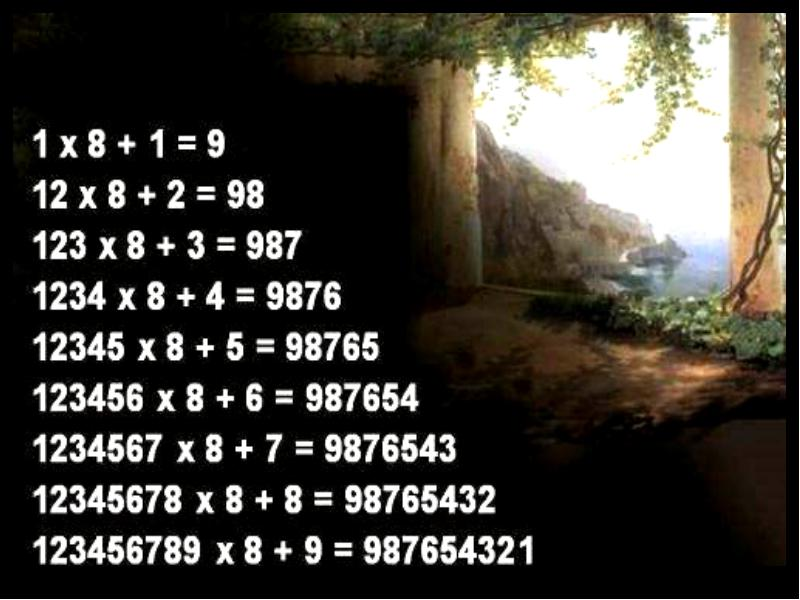 1 x 8 + 1 = 9
12 x 8 + 2 = 98
123 x 8 + 3 = 987
1234 x 8 + 4 = 9876
12345 x 8 + 5 = 98765
123456 x 8 + 6 = 987654
1234567 x 8 + 7 = 9876543
12345678 x 8 + 8 = 98765432
123456789 x 8 + 9 = 987654321